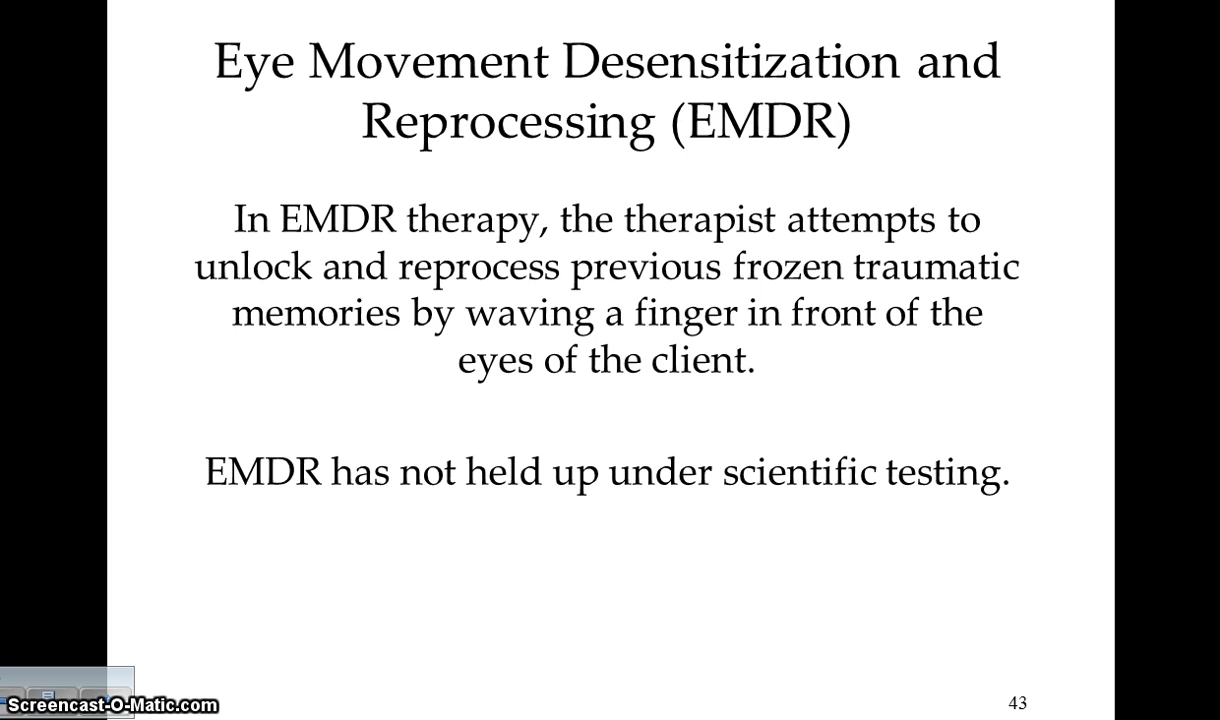 Eye Movement Desensitization and
Reprocessing (EMDR)
In EMDR therapy, the therapist attempts to
unlock and reprocess previous frozen traumatic
memories by waving a finger in front of the
eyes of the client.
EMDR has not held up under scientific testing.
Screencast-O-Matic.com
43